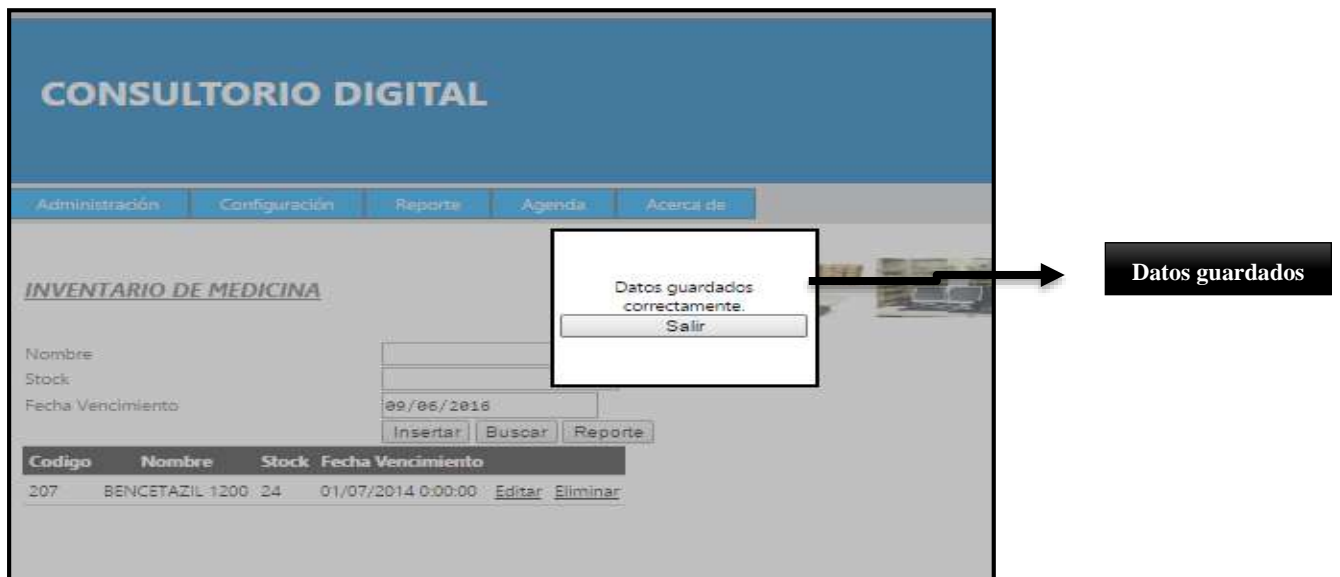 CONSULTORIO DIGITAL
Administración Configuración Reporte Agenda Acerca de
INVENTARIO DE MEDICINA
Datos guardados
correctamente.
Salir
Datos guardados
Nombre
Stock
Fecha Vencimiento 09/06/2016
Insertar Buscar Reporte
Codigo Nombre Stock Fecha Vencimiento
207 BENCETAZIL 1200 24 01/07/2014 0:00:00 Editar Eliminar